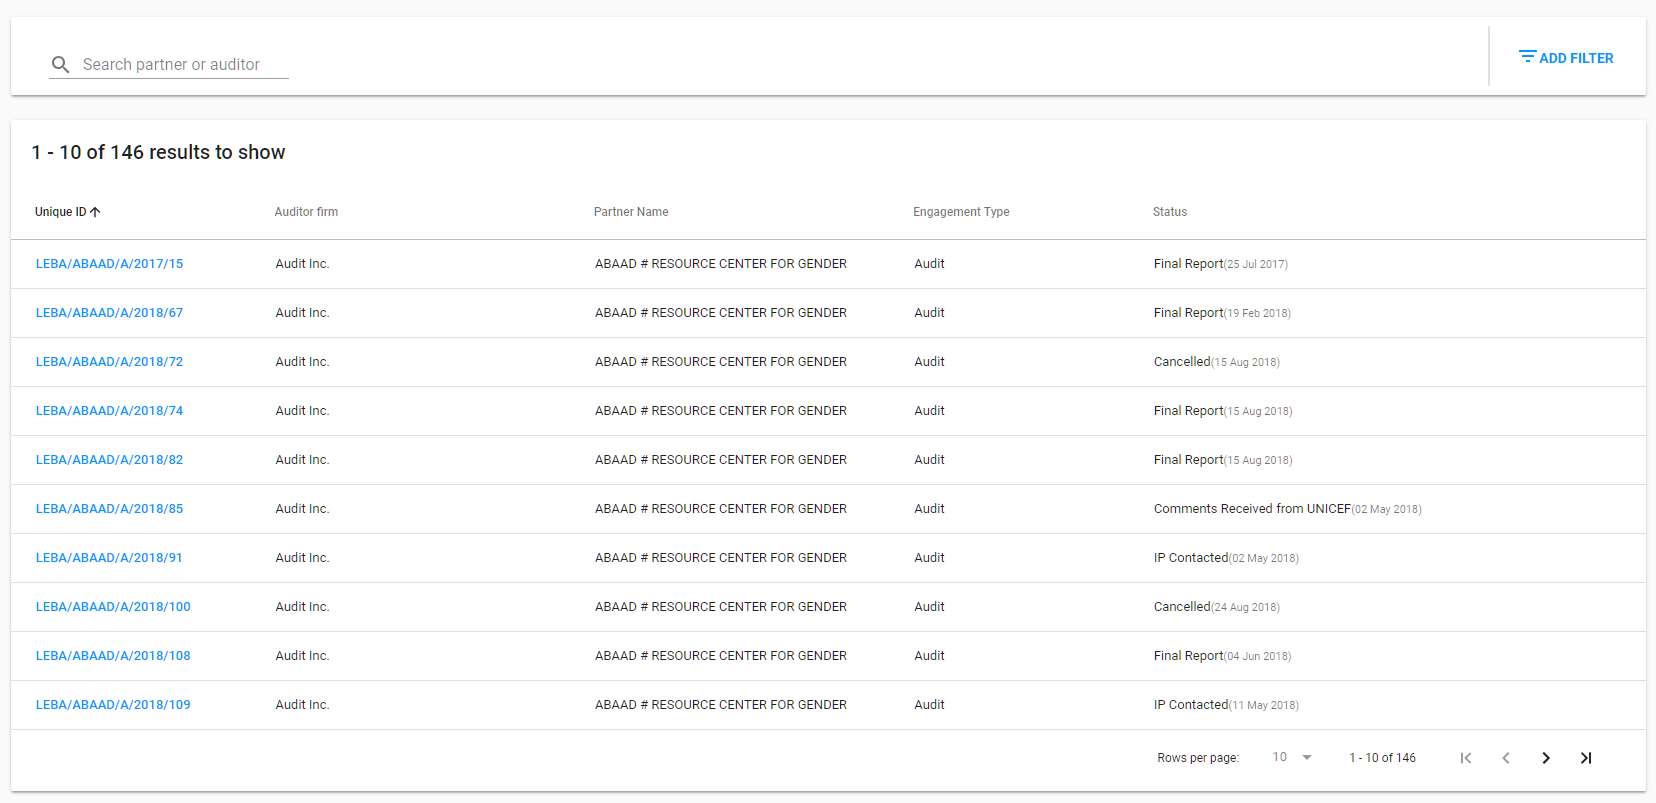 Search partner or auditor
ADD FILTER
1 - 10 of 146 results to show
Unique ID Auditor firm Partner Name Engagement Type Status
LEBA/ABAAD/A/2017/15 Audit Inc. ABAAD # RESOURCE CENTER FOR GENDER Audit Final Report(25 Jul 2017)
LEBA/ABAAD/A/2018/67 Audit Inc. ABAAD # RESOURCE CENTER FOR GENDER Audit Final Report(19 Feb 2018)
LEBA/ABAAD/A/2018/72 Audit Inc. ABAAD # RESOURCE CENTER FOR GENDER Audit Cancelled(15 Aug 2018)
LEBA/ABAAD/A/2018/74 Audit Inc. ABAAD # RESOURCE CENTER FOR GENDER Audit Final Report(15 Aug 2018)
LEBA/ABAAD/A/2018/82 Audit Inc. ABAAD # RESOURCE CENTER FOR GENDER Audit Final Report(15 Aug 2018)
LEBA/ABAAD/A/2018/85 Audit Inc. ABAAD # RESOURCE CENTER FOR GENDER Audit Comments Received from UNICEF(02 May 2018)
LEBA/ABAAD/A/2018/91 Audit Inc. ABAAD # RESOURCE CENTER FOR GENDER Audit IP Contacted(02 May 2018)
LEBA/ABAAD/A/2018/100 Audit Inc. ABAAD # RESOURCE CENTER FOR GENDER Audit Cancelled(24 Aug 2018)
LEBA/ABAAD/A/2018/108 Audit Inc. ABAAD # RESOURCE CENTER FOR GENDER Audit Final Report(04 Jun 2018)
LEBA/ABAAD/A/2018/109 Audit Inc. ABAAD # RESOURCE CENTER FOR GENDER Audit IP Contacted(11 May 2018)
Rows per page: 10 1 - 10 of 146